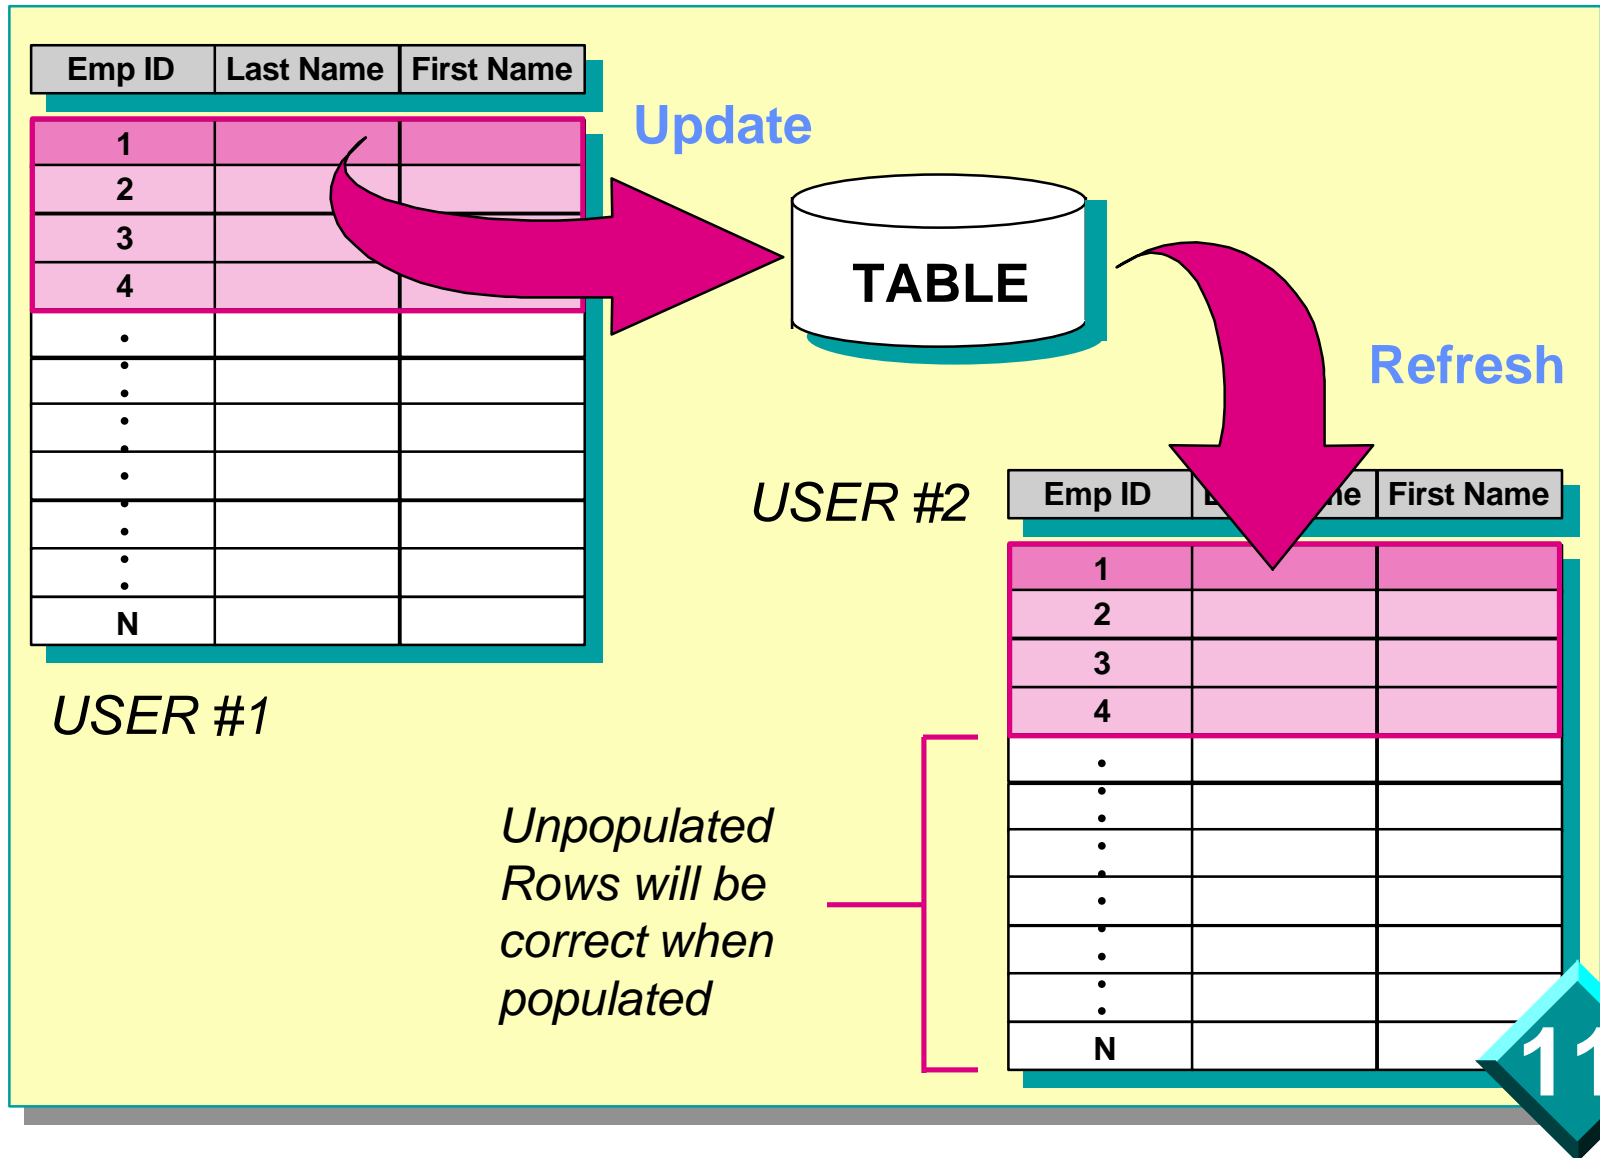 Emp ID Last Name First Name
1
2
3
4
N
USER #1
Update
TABLE
Refresh
USER #2
Emp ID me First Name
1
2
3
4
N
Unpopulated
Rows will be
correct when
populated
11